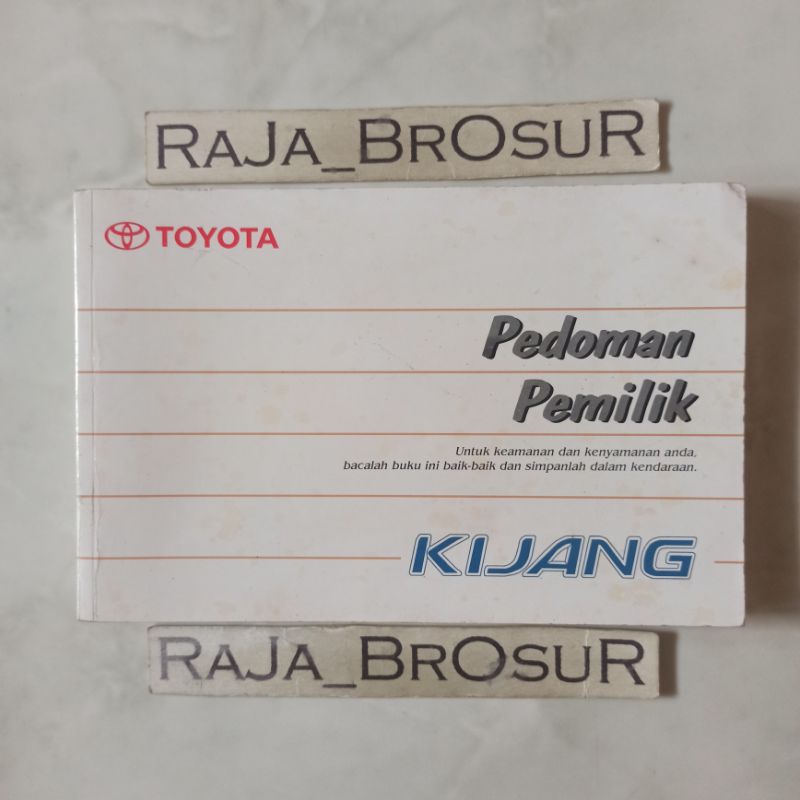 RAJA_BROSUR
TOYOTA
Pedoman
Pemilik
Untuk keamanan dan kenyamanan anda,
bacalah buku ini baik-baik dan simpanlah dalam kendaraan.
KIJANG
RAJA_BROSUR